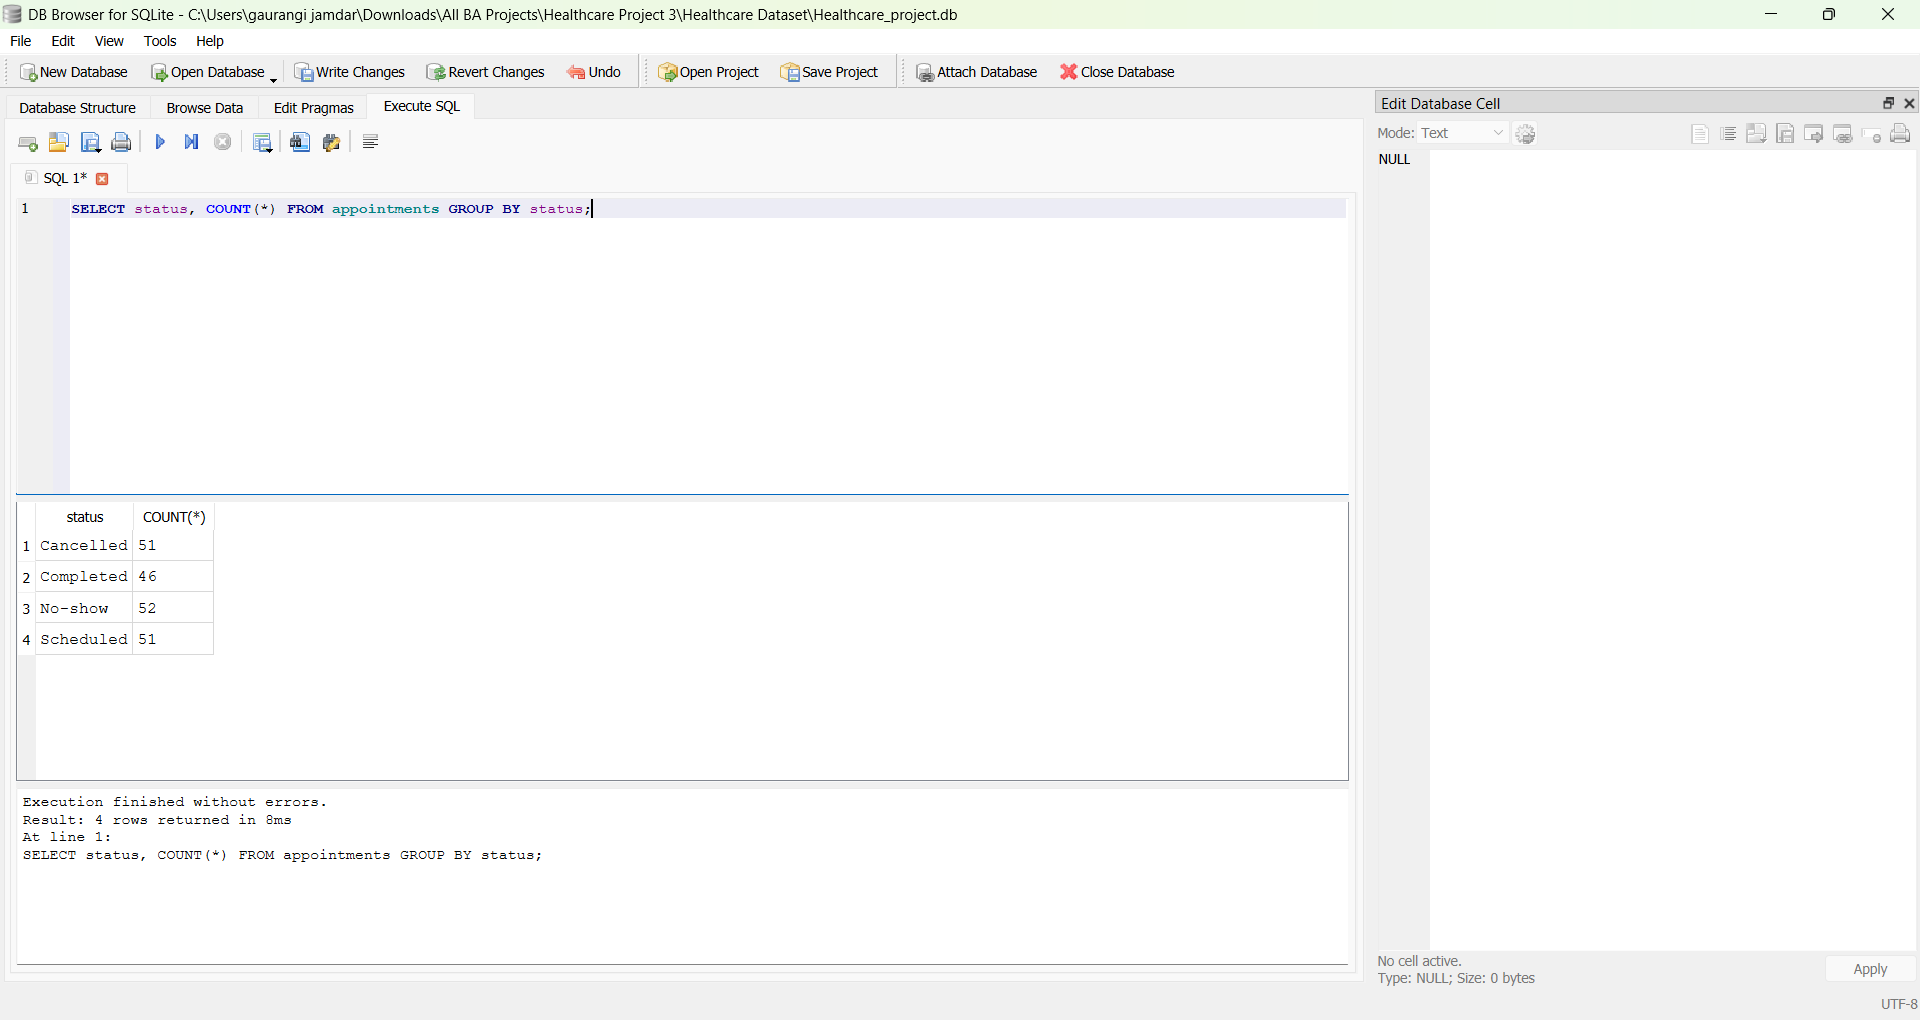 DB Browser for SQLite - C:\Users\gaurangi jamdar\Downloads\All BA Projects\Healthcare Project 3\Healthcare Dataset\Healthcare_project.db
File Edit View Tools Help
New Database Open Database Write Changes Revert Changes Undo Open Project Save Project Attach Database Close Database
Database Structure Browse Data Edit Pragmas Execute SQL
Edit Database Cell
Mode: Text
NULL
SQL 1*
1 SELECT status, COUNT(*) FROM appointments GROUP BY status;
status COUNT(*)
1 Cancelled 51
2 Completed 46
3 No-show 52
4 Scheduled 51
Execution finished without errors.
Result: 4 rows returned in 8ms
At line 1:
SELECT status, COUNT(*) FROM appointments GROUP BY status;
No cell active.
Type: NULL; Size: 0 bytes
Apply
UTF-8